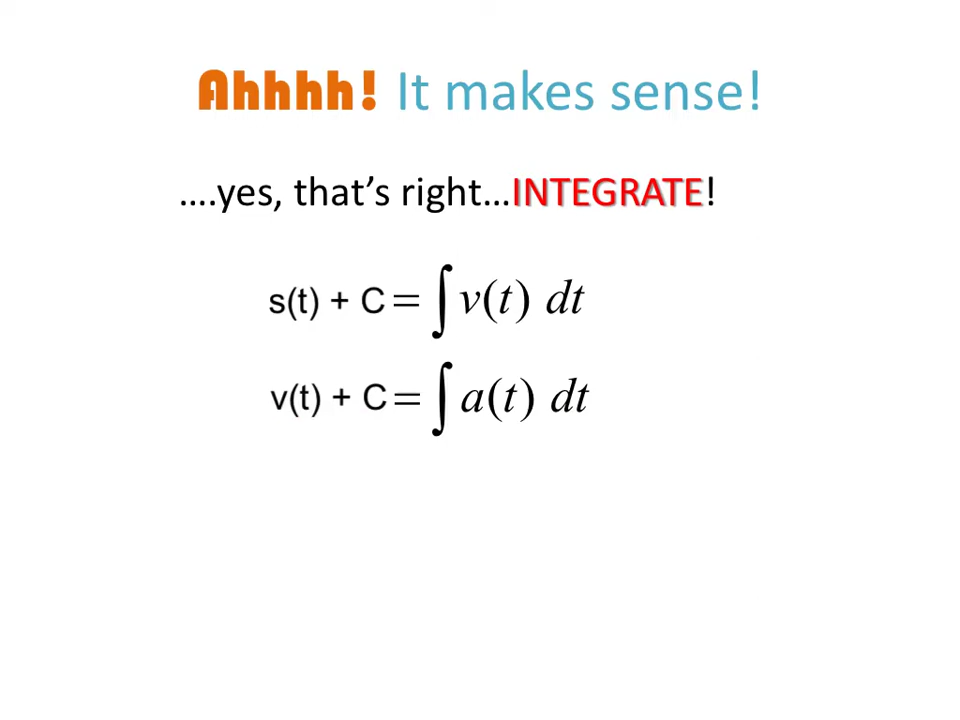 Ahhhh! It makes sense!
....yes, that's right...INTEGRATE!
s(t) + C = ∫ v(t) dt
v(t) + C = ∫ a(t) dt